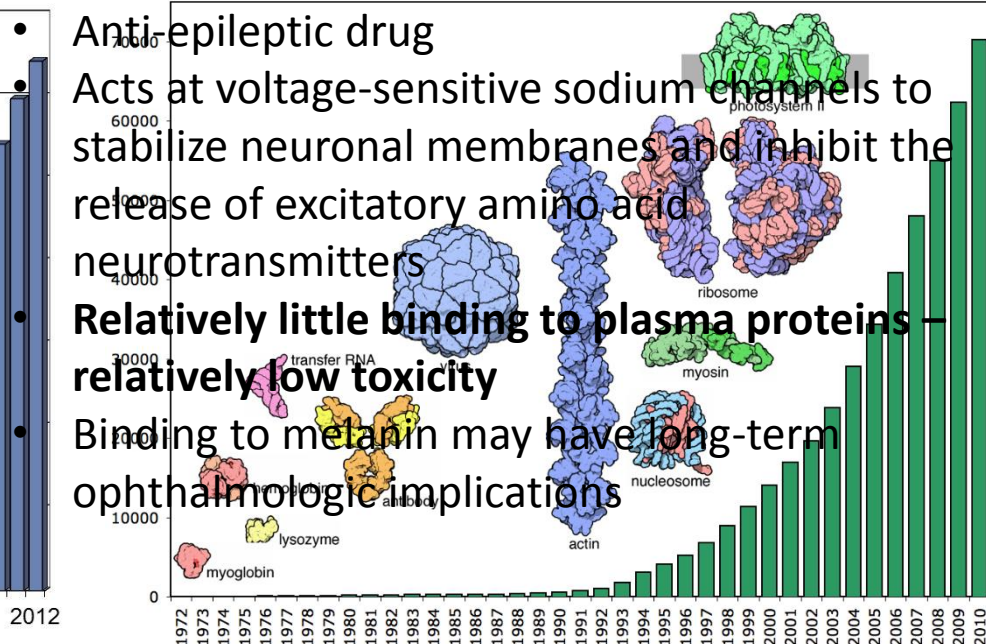 • Anti-epileptic drug
• Acts at voltage-sensitive sodium channels to
stabilize neuronal membranes and inhibit the
release of excitatory amino acid
neurotransmitters
• Relatively little binding to plasma proteins –
relatively low toxicity
• Binding to melanin may have long-term
ophthalmologic implications
70000
60000
50000
40000
30000
20000
10000
0
photosystem II
ribosome
virus
transfer RNA
myosin
hemoglobin
antibody
nucleosome
lysozyme
actin
myoglobin
1972 1973 1974 1975 1976 1977 1978 1979 1980 1981 1982 1983 1984 1985 1986 1987 1988 1989 1990 1991 1992 1993 1994 1995 1996 1997 1998 1999 2000 2001 2002 2003 2004 2005 2006 2007 2008 2009 2010
2012